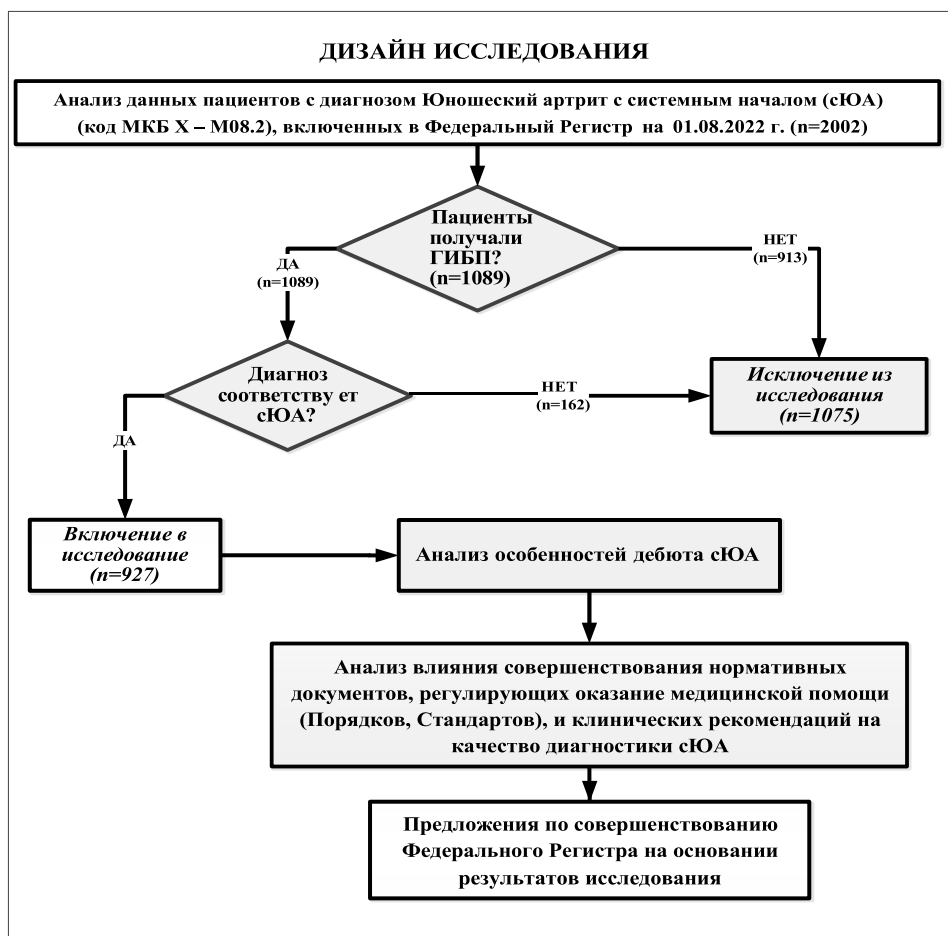 ДИЗАЙН ИССЛЕДОВАНИЯ
Анализ данных пациентов с диагнозом Юношеский артрит с системным началом (сЮА)
(код МКБ X – М08.2), включенных в Федеральный Регистр на 01.08.2022 г. (n=2002)
Пациенты
получали
ГИБП?
(n=1089)
ДА
(n=1089)
НЕТ
(n=913)
Диагноз
соответству ет
сЮА?
НЕТ
(n=162)
Исключение из
исследования
(n=1075)
ДА
Включение в
исследование
(n=927)
Анализ особенностей дебюта сЮА
Анализ влияния совершенствования нормативных
документов, регулирующих оказание медицинской помощи
(Порядков, Стандартов), и клинических рекомендаций на
качество диагностики сЮА
Предложения по совершенствованию
Федерального Регистра на основании
результатов исследования